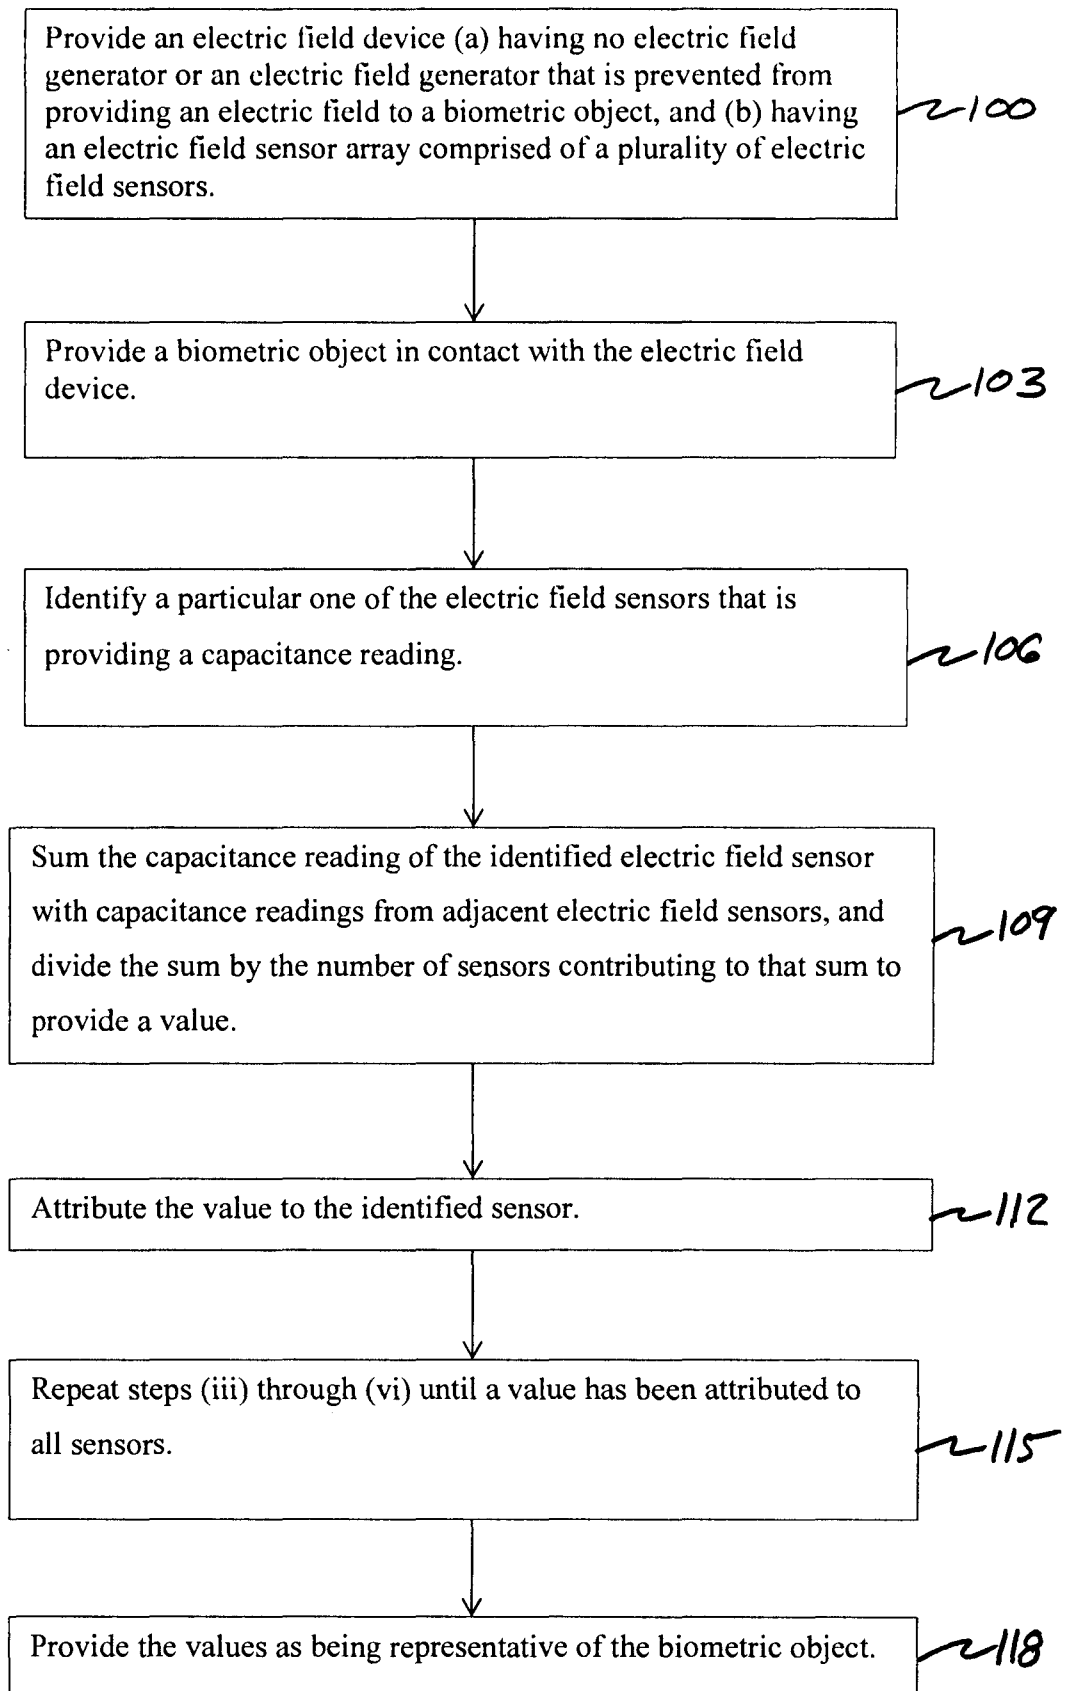 Provide an electric field device (a) having no electric field
generator or an electric field generator that is prevented from
providing an electric field to a biometric object, and (b) having
an electric field sensor array comprised of a plurality of electric
field sensors.
100
Provide a biometric object in contact with the electric field
device.
103
Identify a particular one of the electric field sensors that is
providing a capacitance reading.
106
Sum the capacitance reading of the identified electric field sensor
with capacitance readings from adjacent electric field sensors, and
divide the sum by the number of sensors contributing to that sum to
provide a value.
109
Attribute the value to the identified sensor.
112
Repeat steps (iii) through (vi) until a value has been attributed to
all sensors.
115
Provide the values as being representative of the biometric object.
118